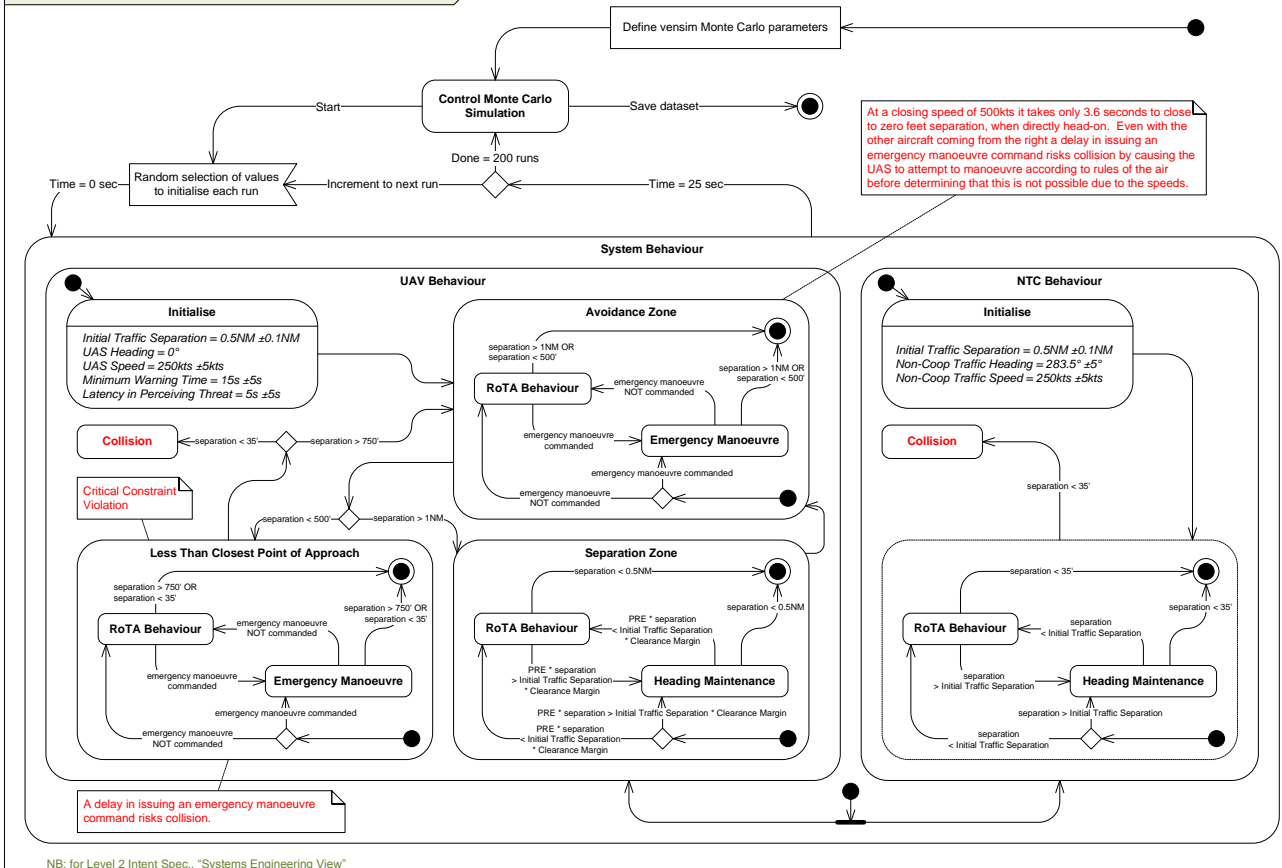 Define vensim Monte Carlo parameters
Control Monte Carlo
Simulation
Start
Save dataset
Done = 200 runs
Random selection of values
to initialise each run
Time = 0 sec
Increment to next run
Time = 25 sec
At a closing speed of 500kts it takes only 3.6 seconds to close
to zero feet separation, when directly head-on. Even with the
other aircraft coming from the right a delay in issuing an
emergency manoeuvre command risks collision by causing the
UAS to attempt to manoeuvre according to rules of the air
before determining that this is not possible due to the speeds.
System Behaviour
UAV Behaviour
Initialise
Initial Traffic Separation = 0.5NM ±0.1NM
UAS Heading = 0°
UAS Speed = 250kts ±5kts
Minimum Warning Time = 15s ±5s
Latency in Perceiving Threat = 5s ±5s
Collision
separation < 35'
separation > 750'
Critical Constraint
Violation
separation < 500'
separation > 1NM
Avoidance Zone
separation > 1NM OR
separation < 500'
separation > 1NM OR
separation < 500'
RoTA Behaviour
emergency manoeuvre
NOT commanded
emergency manoeuvre
commanded
Emergency Manoeuvre
emergency manoeuvre commanded
emergency manoeuvre
NOT commanded
Less Than Closest Point of Approach
separation > 750' OR
separation < 35'
separation > 750' OR
separation < 35'
RoTA Behaviour
emergency manoeuvre
NOT commanded
emergency manoeuvre
commanded
Emergency Manoeuvre
emergency manoeuvre commanded
emergency manoeuvre
NOT commanded
A delay in issuing an emergency manoeuvre
command risks collision.
Separation Zone
separation < 0.5NM
separation < 0.5NM
RoTA Behaviour
PRE * separation
< Initial Traffic Separation
* Clearance Margin
PRE * separation
> Initial Traffic Separation
* Clearance Margin
Heading Maintenance
PRE * separation > Initial Traffic Separation * Clearance Margin
PRE * separation
< Initial Traffic Separation
* Clearance Margin
NTC Behaviour
Initialise
Initial Traffic Separation = 0.5NM ±0.1NM
Non-Coop Traffic Heading = 283.5° ±5°
Non-Coop Traffic Speed = 250kts ±5kts
Collision
separation < 35'
separation < 35'
separation < 35'
RoTA Behaviour
separation
< Initial Traffic Separation
separation
> Initial Traffic Separation
Heading Maintenance
separation > Initial Traffic Separation
separation
< Initial Traffic Separation
NB: for Level 2 Intent Spec., "Systems Engineering View"